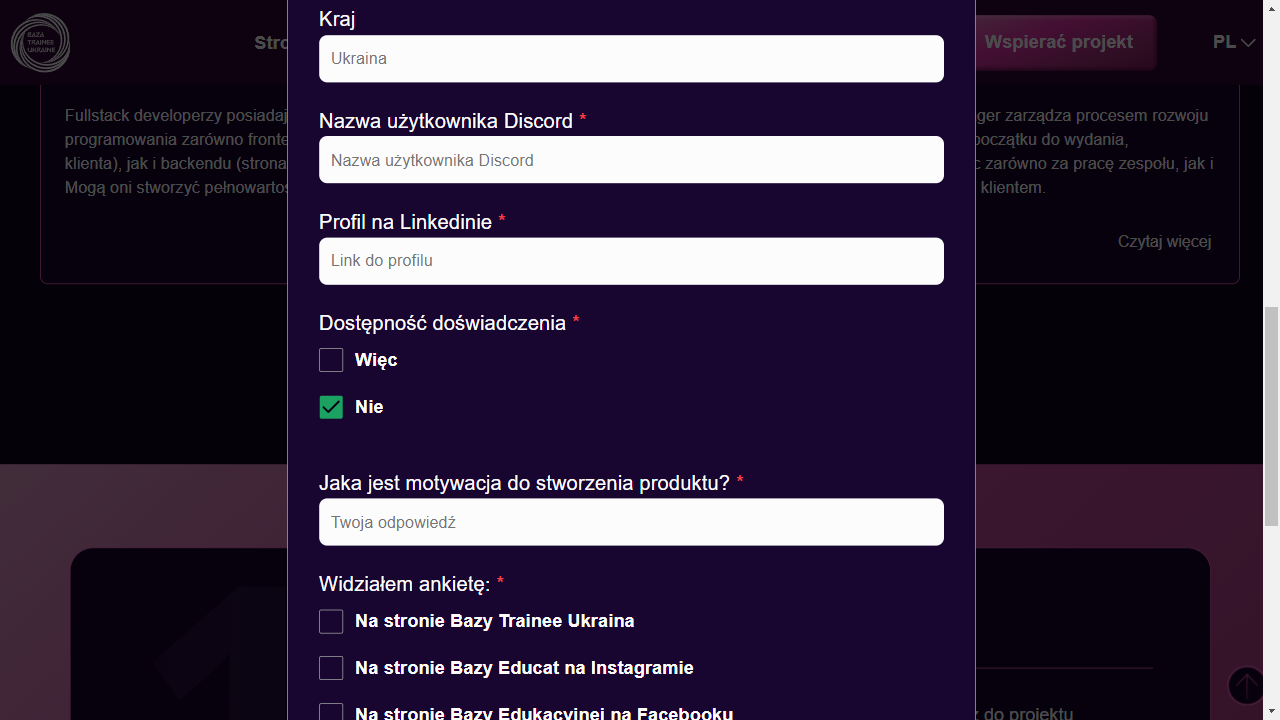 BAZA
TRAINEE
UKRAINE
Stro
Wspierać projekt
PL
Fullstack developerzy posiadaj
programowania zarówno fronte
klienta), jak i backendu (strona
Mogą oni stworzyć pełnowartoś
ger zarządza procesem rozwoju
początku do wydania,
c zarówno za pracę zespołu, jak i
klientem.
Czytaj więcej
Kraj
Ukraina
Nazwa użytkownika Discord *
Nazwa użytkownika Discord
Profil na Linkedinie *
Link do profilu
Dostępność doświadczenia *
Więc
Nie
Jaka jest motywacja do stworzenia produktu? *
Twoja odpowiedź
Widziałem ankietę: *
Na stronie Bazy Trainee Ukraina
Na stronie Bazy Educat na Instagramie
Na stronie Bazy Edukacyjnej na Facebooku
1
z do projektu